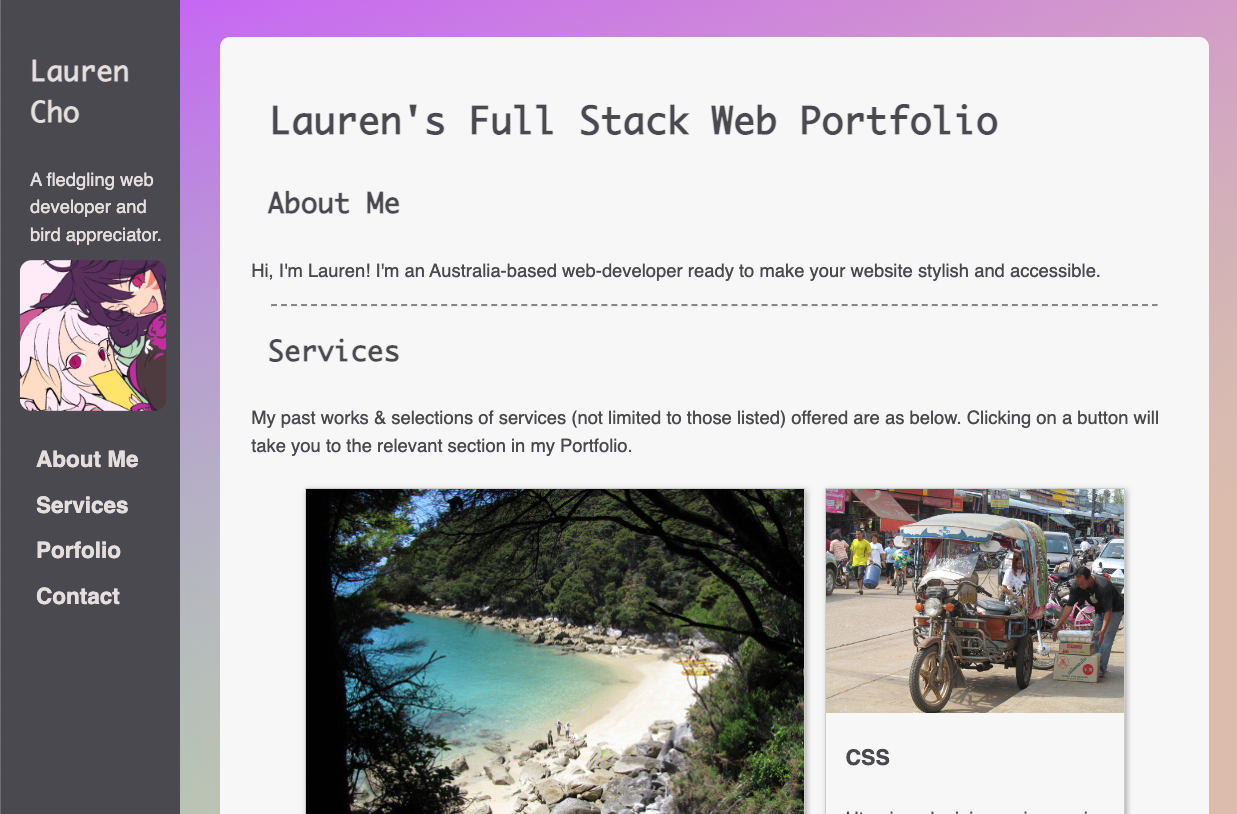 Lauren
Cho
A fledgling web
developer and
bird appreciator.
About Me
Services
Porfolio
Contact
Lauren's Full Stack Web Portfolio
About Me
Hi, I'm Lauren! I'm an Australia-based web-developer ready to make your website stylish and accessible.
Services
My past works & selections of services (not limited to those listed) offered are as below. Clicking on a button will
take you to the relevant section in my Portfolio.
CSS